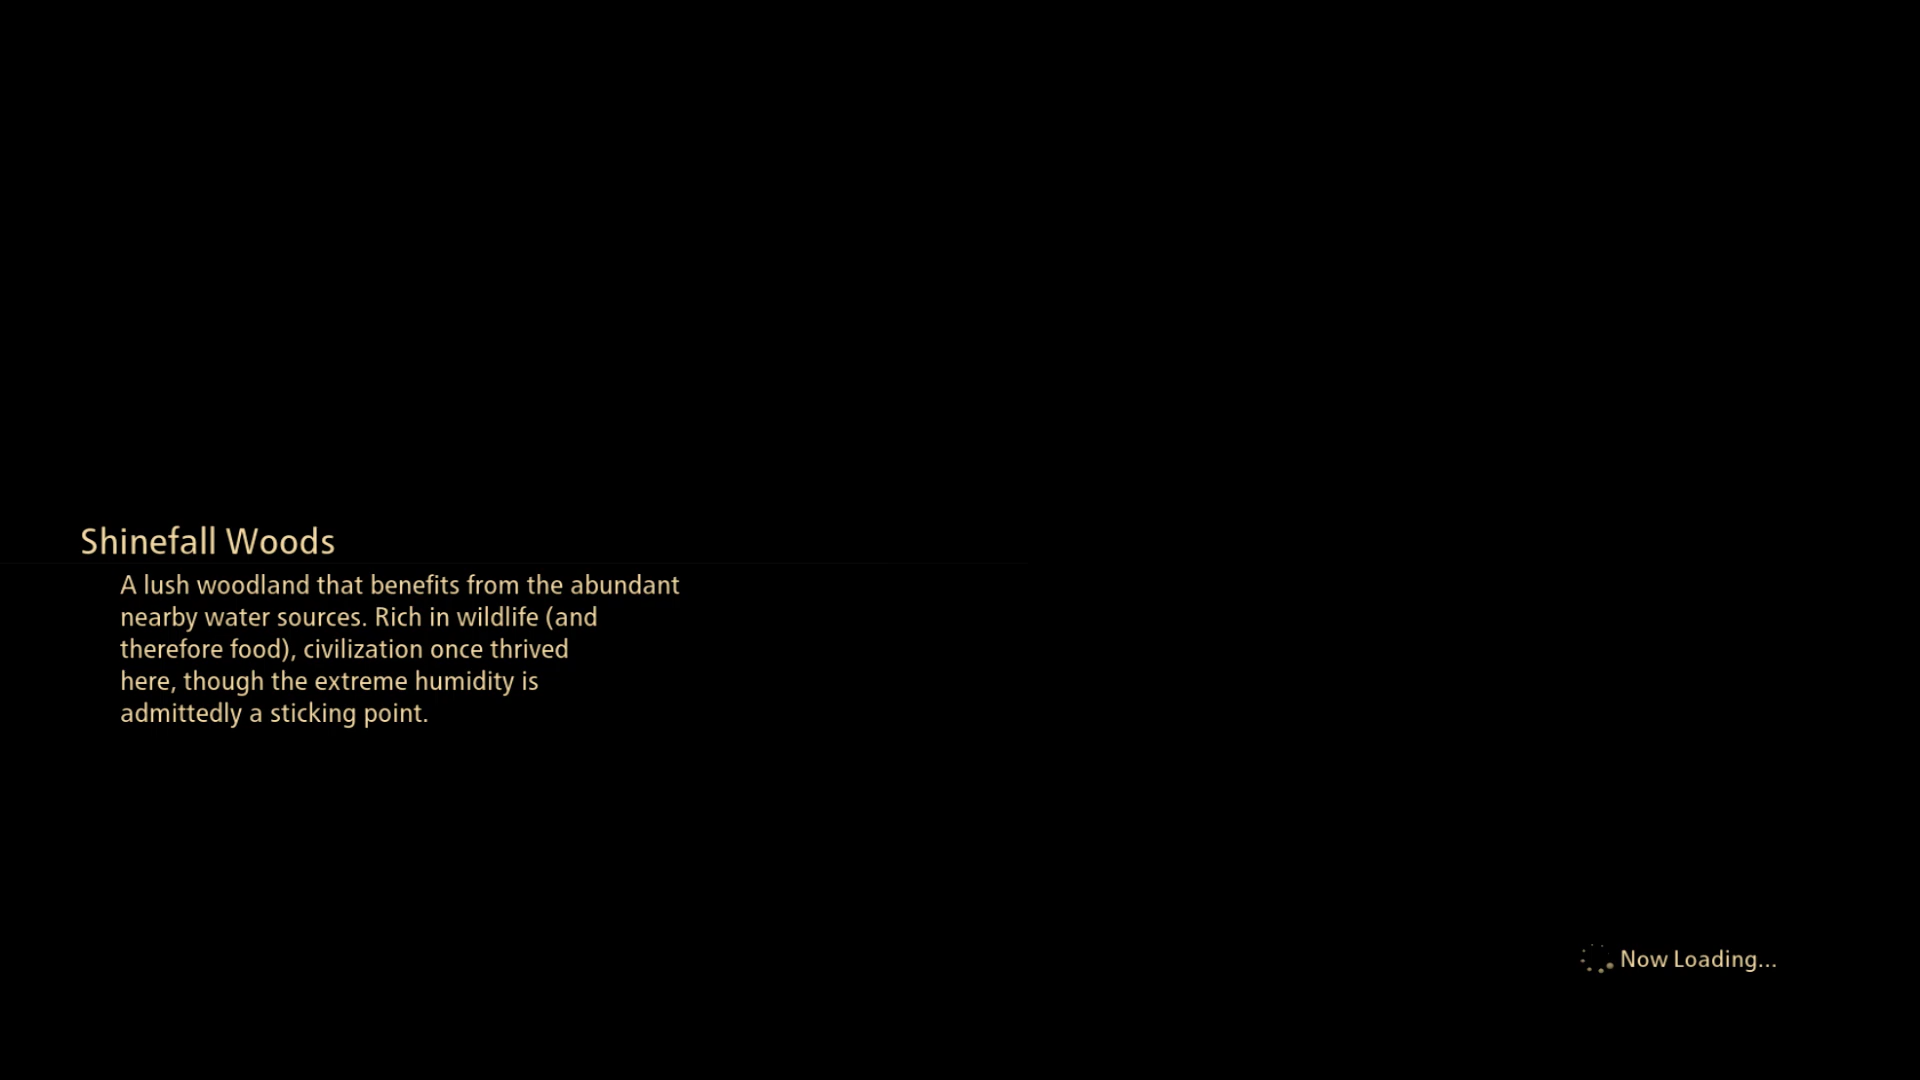 Shinefall Woods
A lush woodland that benefits from the abundant
nearby water sources. Rich in wildlife (and
therefore food), civilization once thrived
here, though the extreme humidity is
admittedly a sticking point.
Now Loading...